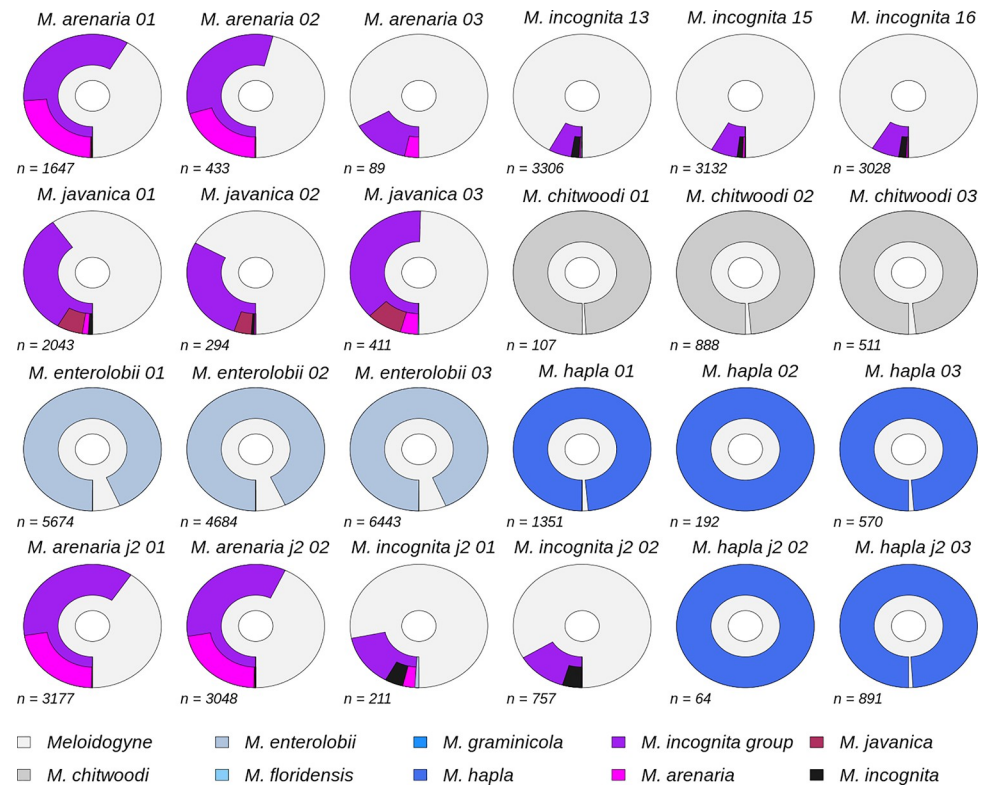 M. arenaria 01 M. arenaria 02 M. arenaria 03 M. incognita 13 M. incognita 15 M. incognita 16
n = 1647 n = 433 n = 89 n = 3306 n = 3132 n = 3028
M. javanica 01 M. javanica 02 M. javanica 03 M. chitwoodi 01 M. chitwoodi 02 M. chitwoodi 03
n = 2043 n = 294 n = 411 n = 107 n = 888 n = 511
M. enterolobii 01 M. enterolobii 02 M. enterolobii 03 M. hapla 01 M. hapla 02 M. hapla 03
n = 5674 n = 4684 n = 6443 n = 1351 n = 192 n = 570
M. arenaria j2 01 M. arenaria j2 02 M. incognita j2 01 M. incognita j2 02 M. hapla j2 02 M. hapla j2 03
n = 3177 n = 3048 n = 211 n = 757 n = 64 n = 891
Meloidogyne M. enterolobii M. graminicola M. incognita group M. javanica
M. chitwoodi M. floridensis M. hapla M. arenaria M. incognita